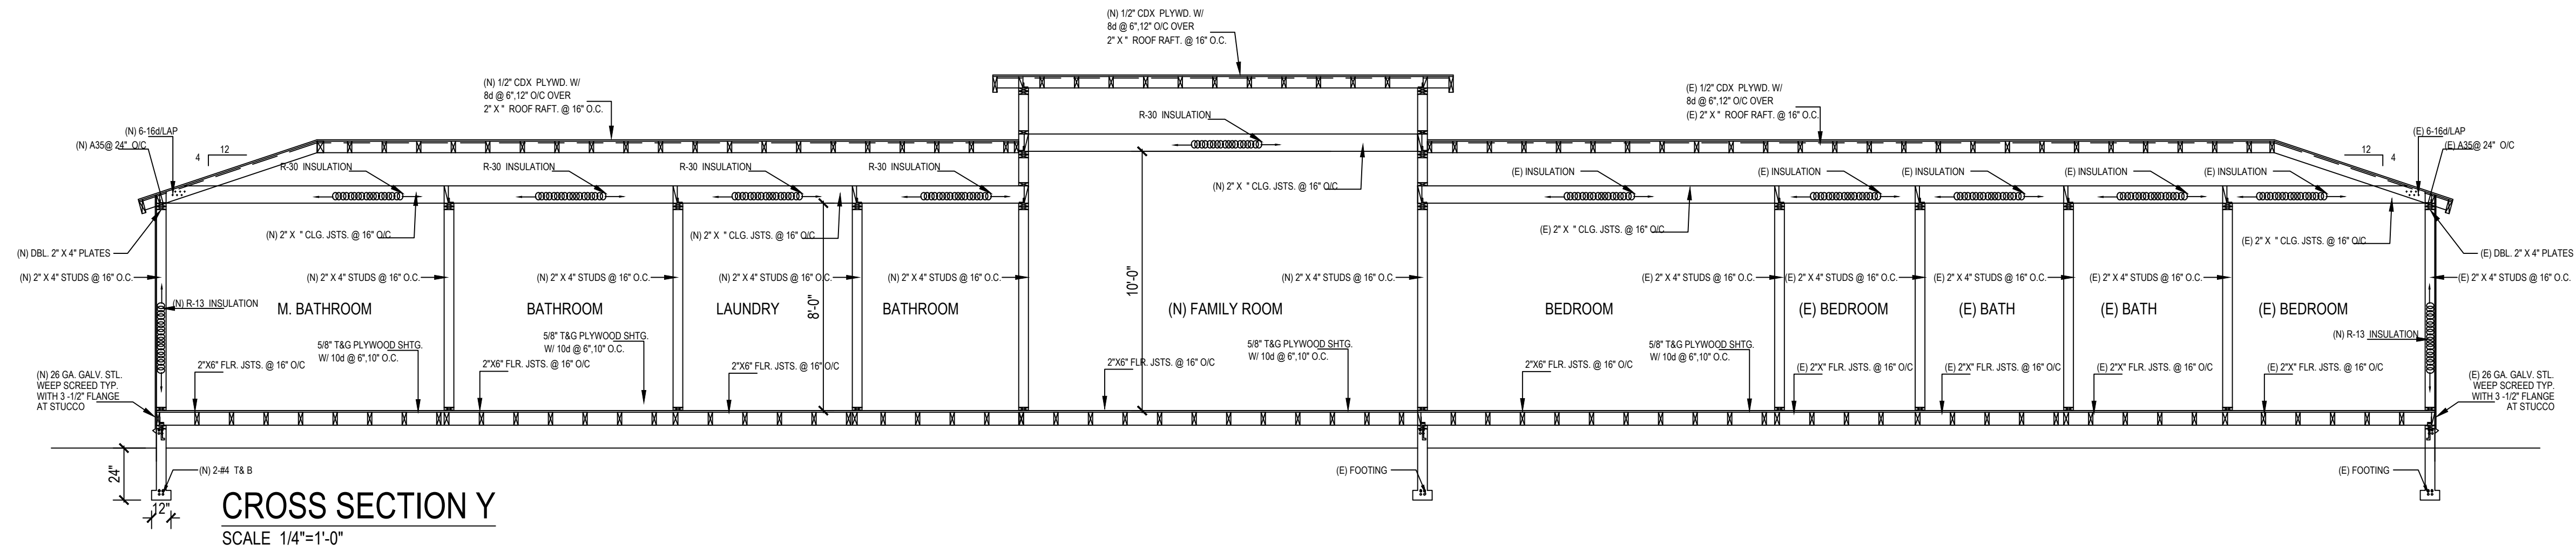 (N) 1/2" CDX PLYWD. W/
8d @ 6",12" O/C OVER
2" X " ROOF RAFT. @ 16" O.C.
(N) 1/2" CDX PLYWD. W/
8d @ 6",12" O/C OVER
2" X " ROOF RAFT. @ 16" O.C.
(E) 1/2" CDX PLYWD. W/
8d @ 6",12" O/C OVER
(E) 2" X " ROOF RAFT. @ 16" O.C.
R-30 INSULATION
(N) 6-16d/LAP
(N) A35@ 24" O/C
12
4
(E) 6-16d/LAP
(E) A35@ 24" O/C
12
4
R-30 INSULATION
R-30 INSULATION
R-30 INSULATION
R-30 INSULATION
(E) INSULATION
(E) INSULATION
(E) INSULATION
(E) INSULATION
(E) INSULATION
(N) 2" X " CLG. JSTS. @ 16" O/C
(N) 2" X " CLG. JSTS. @ 16" O/C
(N) 2" X " CLG. JSTS. @ 16" O/C
(E) 2" X " CLG. JSTS. @ 16" O/C
(E) 2" X " CLG. JSTS. @ 16" O/C
(N) DBL. 2" X 4" PLATES
(E) DBL. 2" X 4" PLATES
(N) 2" X 4" STUDS @ 16" O.C.
(N) 2" X 4" STUDS @ 16" O.C.
(N) 2" X 4" STUDS @ 16" O.C.
(N) 2" X 4" STUDS @ 16" O.C.
(N) 2" X 4" STUDS @ 16" O.C.
(N) 2" X 4" STUDS @ 16" O.C.
(E) 2" X 4" STUDS @ 16" O.C.
(E) 2" X 4" STUDS @ 16" O.C.
(E) 2" X 4" STUDS @ 16" O.C.
(E) 2" X 4" STUDS @ 16" O.C.
(E) 2" X 4" STUDS @ 16" O.C.
(N) R-13 INSULATION
M. BATHROOM
BATHROOM
LAUNDRY
8'-0"
BATHROOM
10'-0"
(N) FAMILY ROOM
BEDROOM
(E) BEDROOM
(E) BATH
(E) BATH
(E) BEDROOM
(N) R-13 INSULATION
5/8" T&G PLYWOOD SHTG.
W/ 10d @ 6",10" O.C.
5/8" T&G PLYWOOD SHTG.
W/ 10d @ 6",10" O.C.
5/8" T&G PLYWOOD SHTG.
W/ 10d @ 6",10" O.C.
5/8" T&G PLYWOOD SHTG.
W/ 10d @ 6",10" O.C.
2"X6" FLR. JSTS. @ 16" O/C
2"X6" FLR. JSTS. @ 16" O/C
2"X6" FLR. JSTS. @ 16" O/C
2"X6" FLR. JSTS. @ 16" O/C
2"X6" FLR. JSTS. @ 16" O/C
(E) 2"X" FLR. JSTS. @ 16" O/C
(E) 2"X" FLR. JSTS. @ 16" O/C
(E) 2"X" FLR. JSTS. @ 16" O/C
(E) 2"X" FLR. JSTS. @ 16" O/C
(N) 26 GA. GALV. STL.
WEEP SCREED TYP.
WITH 3 -1/2" FLANGE
AT STUCCO
(E) 26 GA. GALV. STL.
WEEP SCREED TYP.
WITH 3 -1/2" FLANGE
AT STUCCO
24"
(N) 2-#4 T& B
(E) FOOTING
(E) FOOTING
12"
CROSS SECTION Y
SCALE 1/4"=1'-0"